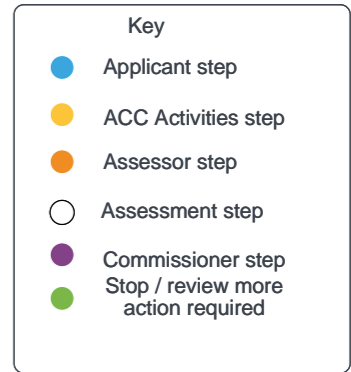 Key
Applicant step
ACC Activities step
Assessor step
Assessment step
Commissioner step
Stop / review more
action required